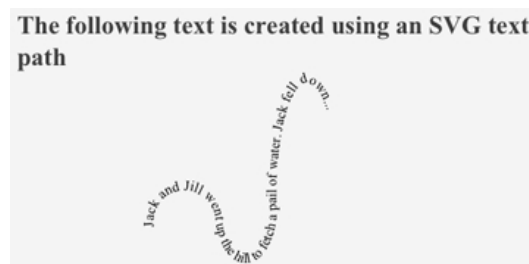 The following text is created using an SVG text
path
Jack and Jill went up the hill to fetch a pail of water. Jack fell down...